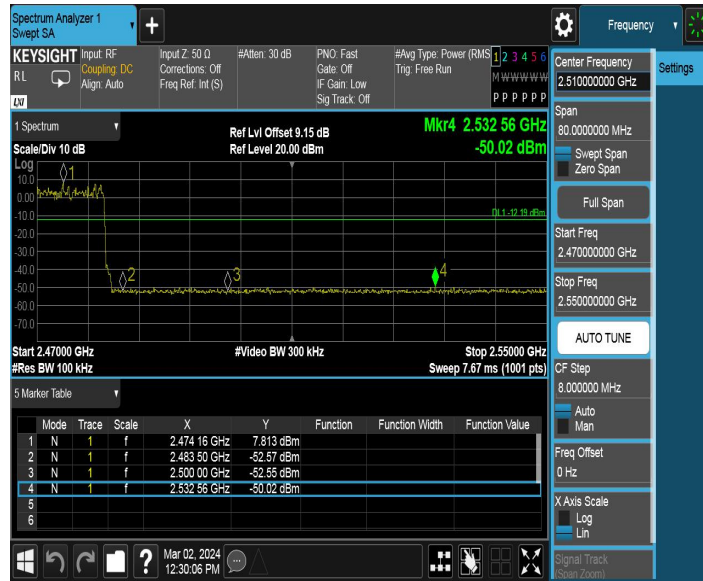 Spectrum Analyzer 1
Swept SA
+
Frequency
KEYSIGHT
RL
LXI
Input: RF
Coupling: DC
Align: Auto
Input Z: 50 Ω
Corrections: Off
Freq Ref: Int (S)
#Atten: 30 dB
PNO: Fast
Gate: Off
IF Gain: Low
Sig Track: Off
#Avg Type: Power (RMS
Trig: Free Run
1 2 3 4 5 6
M W W W W W
P P P P P P
1 Spectrum
Scale/Div 10 dB
Ref Lvl Offset 9.15 dB
Ref Level 20.00 dBm
Mkr4 2.532 56 GHz
-50.02 dBm
Log
10.0
0.00
-10.0
-20.0
-30.0
-40.0
-50.0
-60.0
-70.0
1
2
3
4
DL1 -12.19 dBm
Start 2.47000 GHz
#Res BW 100 kHz
#Video BW 300 kHz
Stop 2.55000 GHz
Sweep 7.67 ms (1001 pts)
5 Marker Table
Mode Trace Scale X Y Function Function Width Function Value
1 N 1 f 2.474 16 GHz 7.813 dBm
2 N 1 f 2.483 50 GHz -52.57 dBm
3 N 1 f 2.500 00 GHz -52.55 dBm
4 N 1 f 2.532 56 GHz -50.02 dBm
5
6
?
Mar 02, 2024
12:30:06 PM
Center Frequency
2.510000000 GHz
Settings
Span
80.0000000 MHz
Swept Span
Zero Span
Full Span
Start Freq
2.470000000 GHz
Stop Freq
2.550000000 GHz
AUTO TUNE
CF Step
8.000000 MHz
Auto
Man
Freq Offset
0 Hz
X Axis Scale
Log
Lin
Signal Track
(Span Zoom)